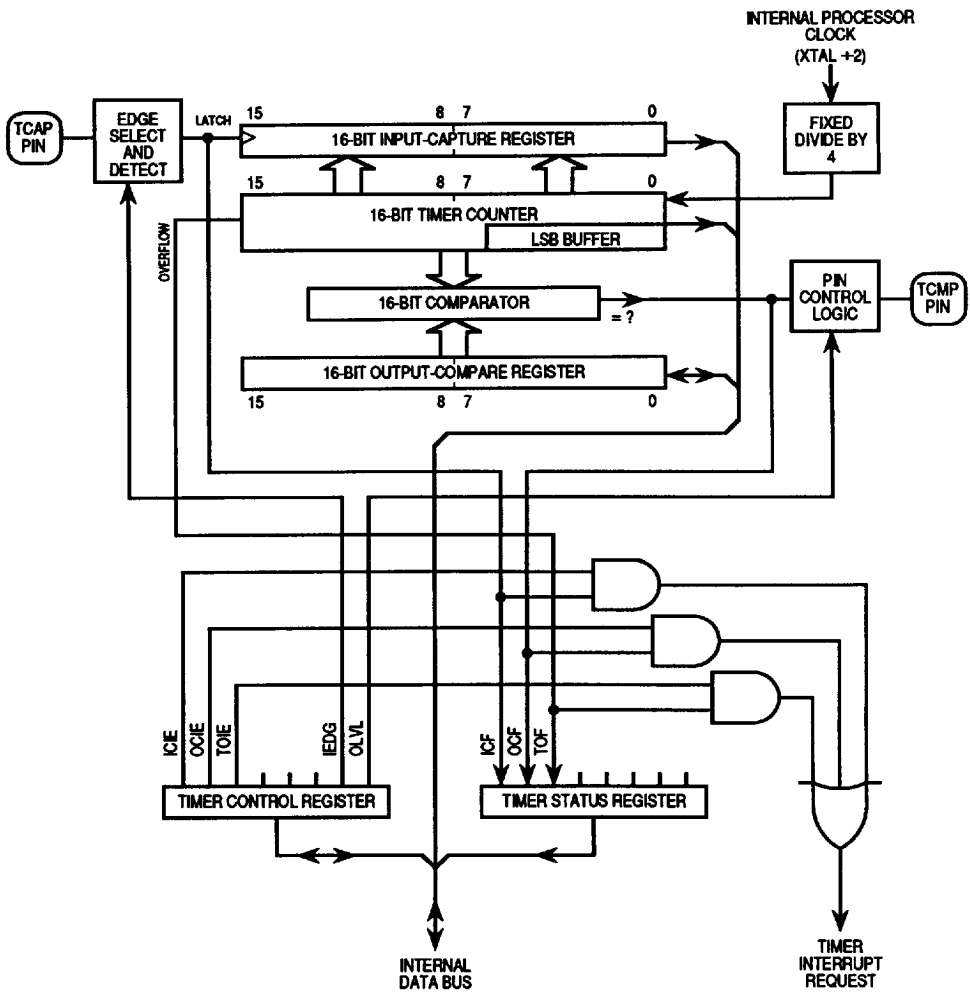 INTERNAL PROCESSOR
CLOCK
(XTAL ÷2)
TCAP
PIN
EDGE
SELECT
AND
DETECT
LATCH
15
8 7
0
16-BIT INPUT-CAPTURE REGISTER
FIXED
DIVIDE BY
4
15
8 7
0
16-BIT TIMER COUNTER
LSB BUFFER
OVERFLOW
16-BIT COMPARATOR
= ?
PIN
CONTROL
LOGIC
TCMP
PIN
16-BIT OUTPUT-COMPARE REGISTER
15
8 7
0
ICIE
OCIE
TOIE
IEDG
OLVL
ICF
OCF
TOF
TIMER CONTROL REGISTER
TIMER STATUS REGISTER
INTERNAL
DATA BUS
TIMER
INTERRUPT
REQUEST